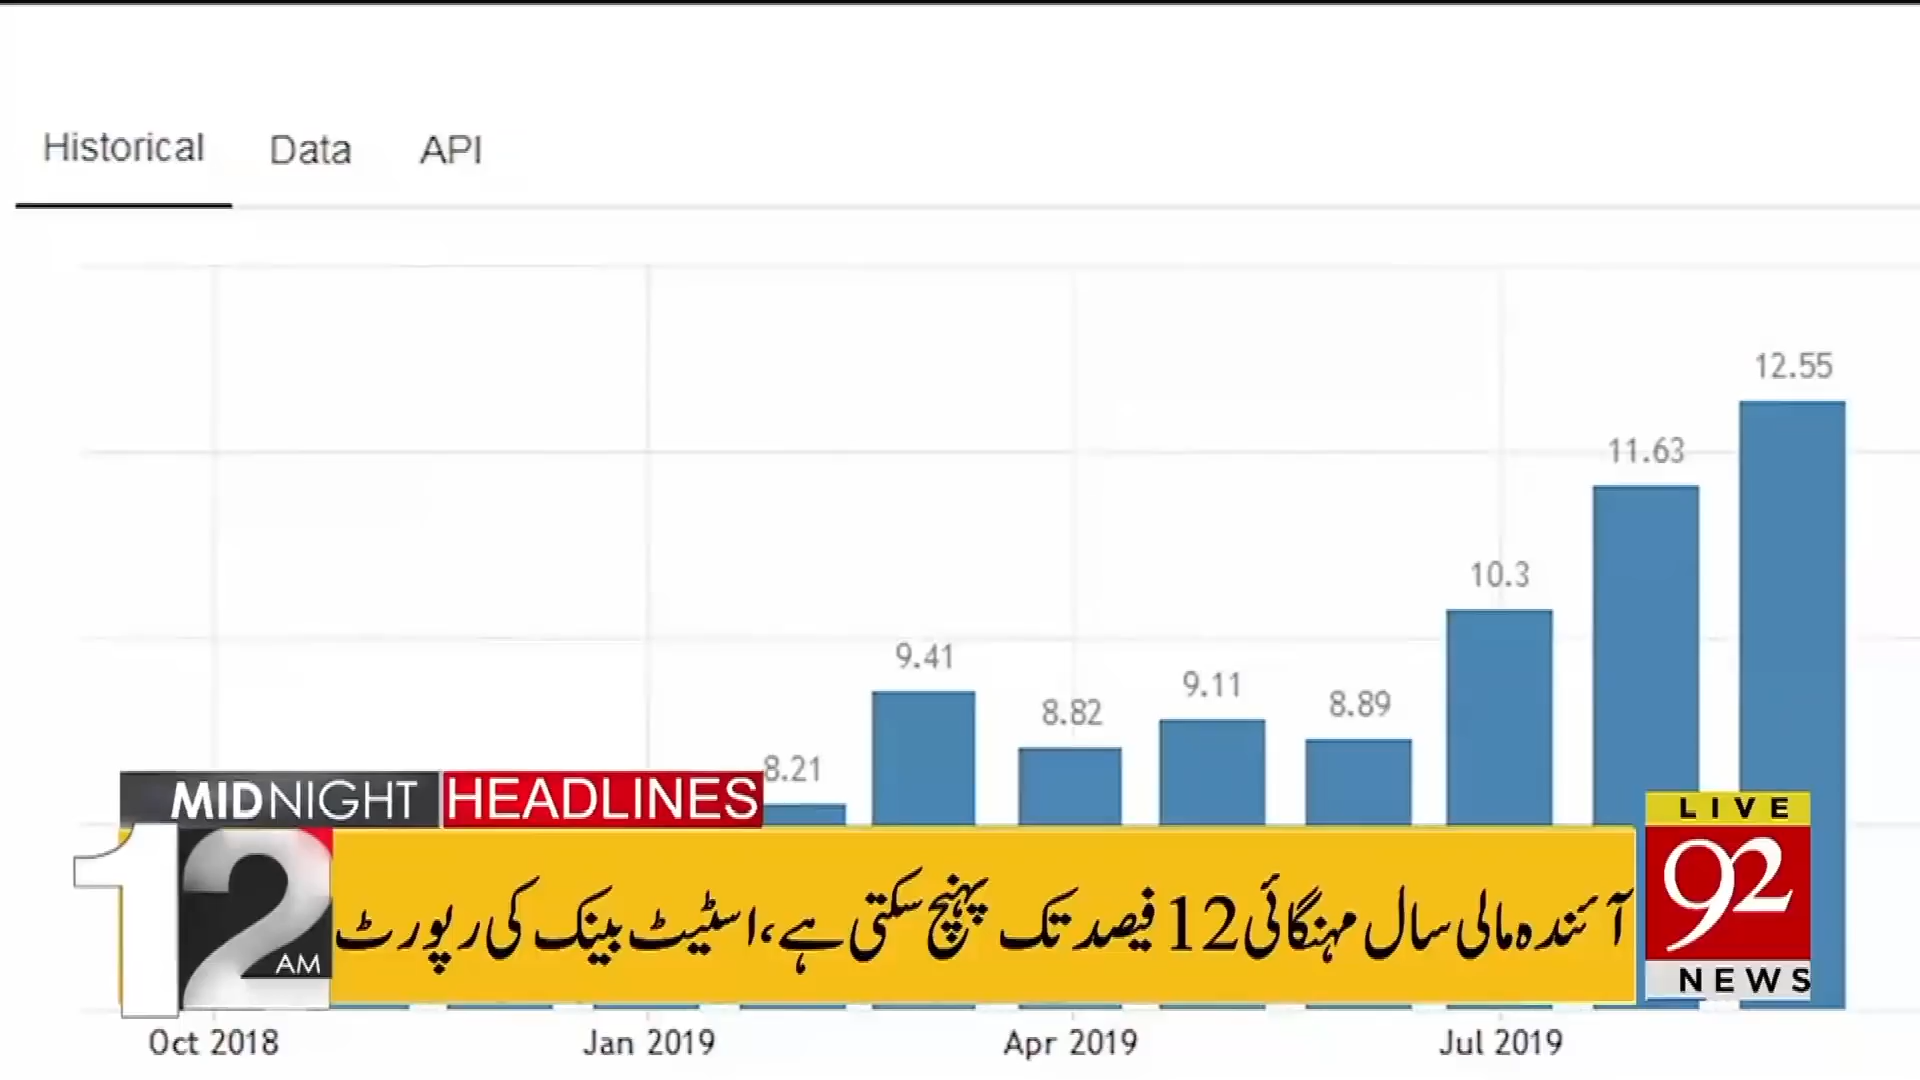 Historical Data API
12.55
11.63
10.3
9.41
9.11
8.89
8.82
8.21
MIDNIGHT HEADLINES
12 AM
آئندہ مالی سال مہنگائی 12 فیصد تک پہنچ سکتی ہے، اسٹیٹ بینک کی رپورٹ
LIVE
92
NEWS
Oct 2018 Jan 2019 Apr 2019 Jul 2019